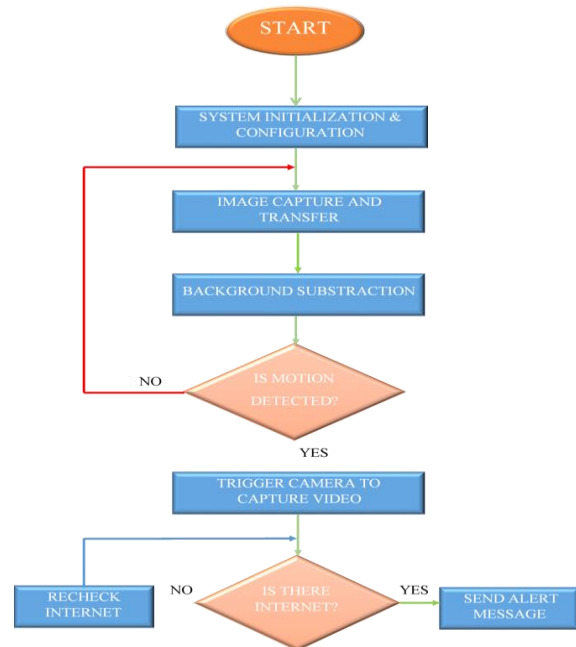 START
SYSTEM INITIALIZATION &
CONFIGURATION
IMAGE CAPTURE AND
TRANSFER
BACKGROUND SUBSTRACTION
IS MOTION
DETECTED?
NO
YES
TRIGGER CAMERA TO
CAPTURE VIDEO
RECHECK
INTERNET
NO
IS THERE
INTERNET?
YES
SEND ALERT
MESSAGE